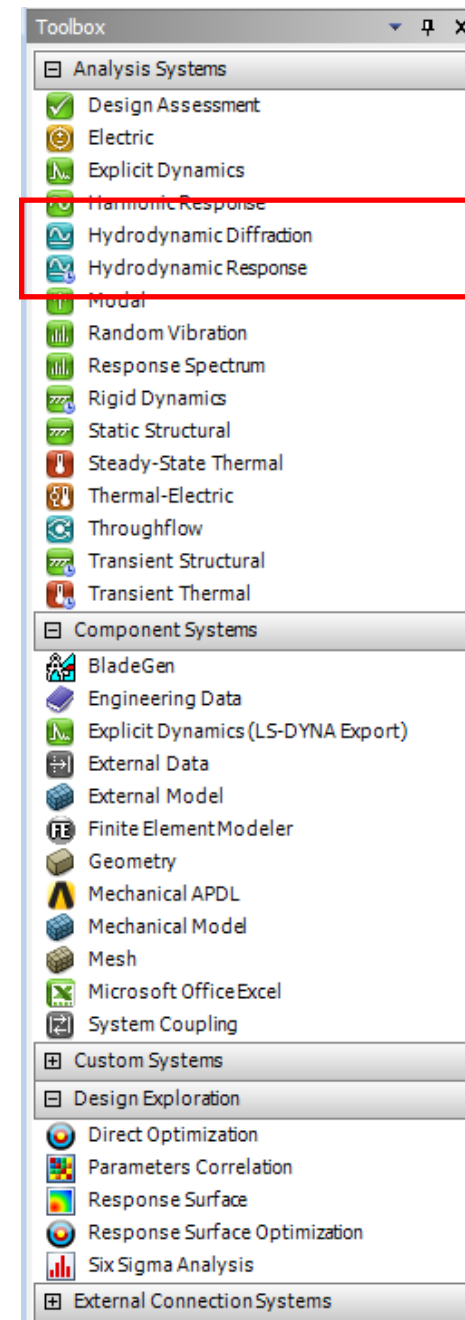 Toolbox
Analysis Systems
Design Assessment
Electric
Explicit Dynamics
Harmonic Response
Hydrodynamic Diffraction
Hydrodynamic Response
Modal
Random Vibration
Response Spectrum
Rigid Dynamics
Static Structural
Steady-State Thermal
Thermal-Electric
Throughflow
Transient Structural
Transient Thermal
Component Systems
BladeGen
Engineering Data
Explicit Dynamics (LS-DYNA Export)
External Data
External Model
Finite Element Modeler
Geometry
Mechanical APDL
Mechanical Model
Mesh
Microsoft Office Excel
System Coupling
Custom Systems
Design Exploration
Direct Optimization
Parameters Correlation
Response Surface
Response Surface Optimization
Six Sigma Analysis
External Connection Systems